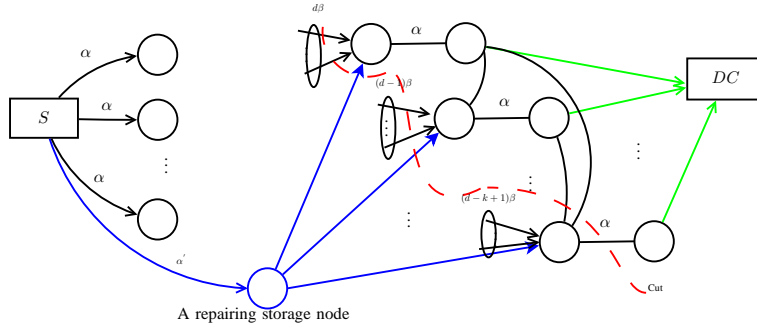 dβ
α
α
(d − 1)β
DC
S
α
α
⋮
⋮
α
⋮
(d − k + 1)β
⋮
α
α′
Cut
A repairing storage node